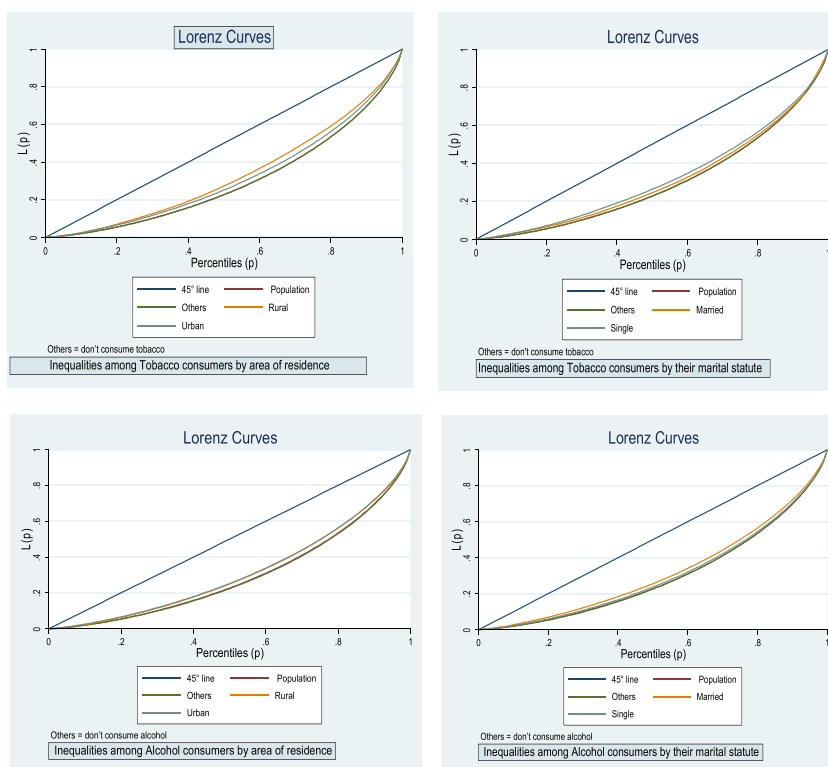 Lorenz Curves
1
.8
.6
.4
.2
0
L(p)
0 .2 .4 .6 .8 1
Percentiles (p)
45° line Population
Others Rural
Urban
Others = don't consume tobacco
Inequalities among Tobacco consumers by area of residence
Lorenz Curves
1
.8
.6
.4
.2
0
L(p)
0 .2 .4 .6 .8 1
Percentiles (p)
45° line Population
Others Married
Single
Others = don't consume tobacco
Inequalities among Tobacco consumers by their marital statute
Lorenz Curves
1
.8
.6
.4
.2
0
L(p)
0 .2 .4 .6 .8 1
Percentiles (p)
45° line Population
Others Rural
Urban
Others = don't consume alcohol
Inequalities among Alcohol consumers by area of residence
Lorenz Curves
1
.8
.6
.4
.2
0
L(p)
0 .2 .4 .6 .8 1
Percentiles (p)
45° line Population
Others Married
Single
Others = don't consume alcohol
Inequalities among Alcohol consumers by their marital statute